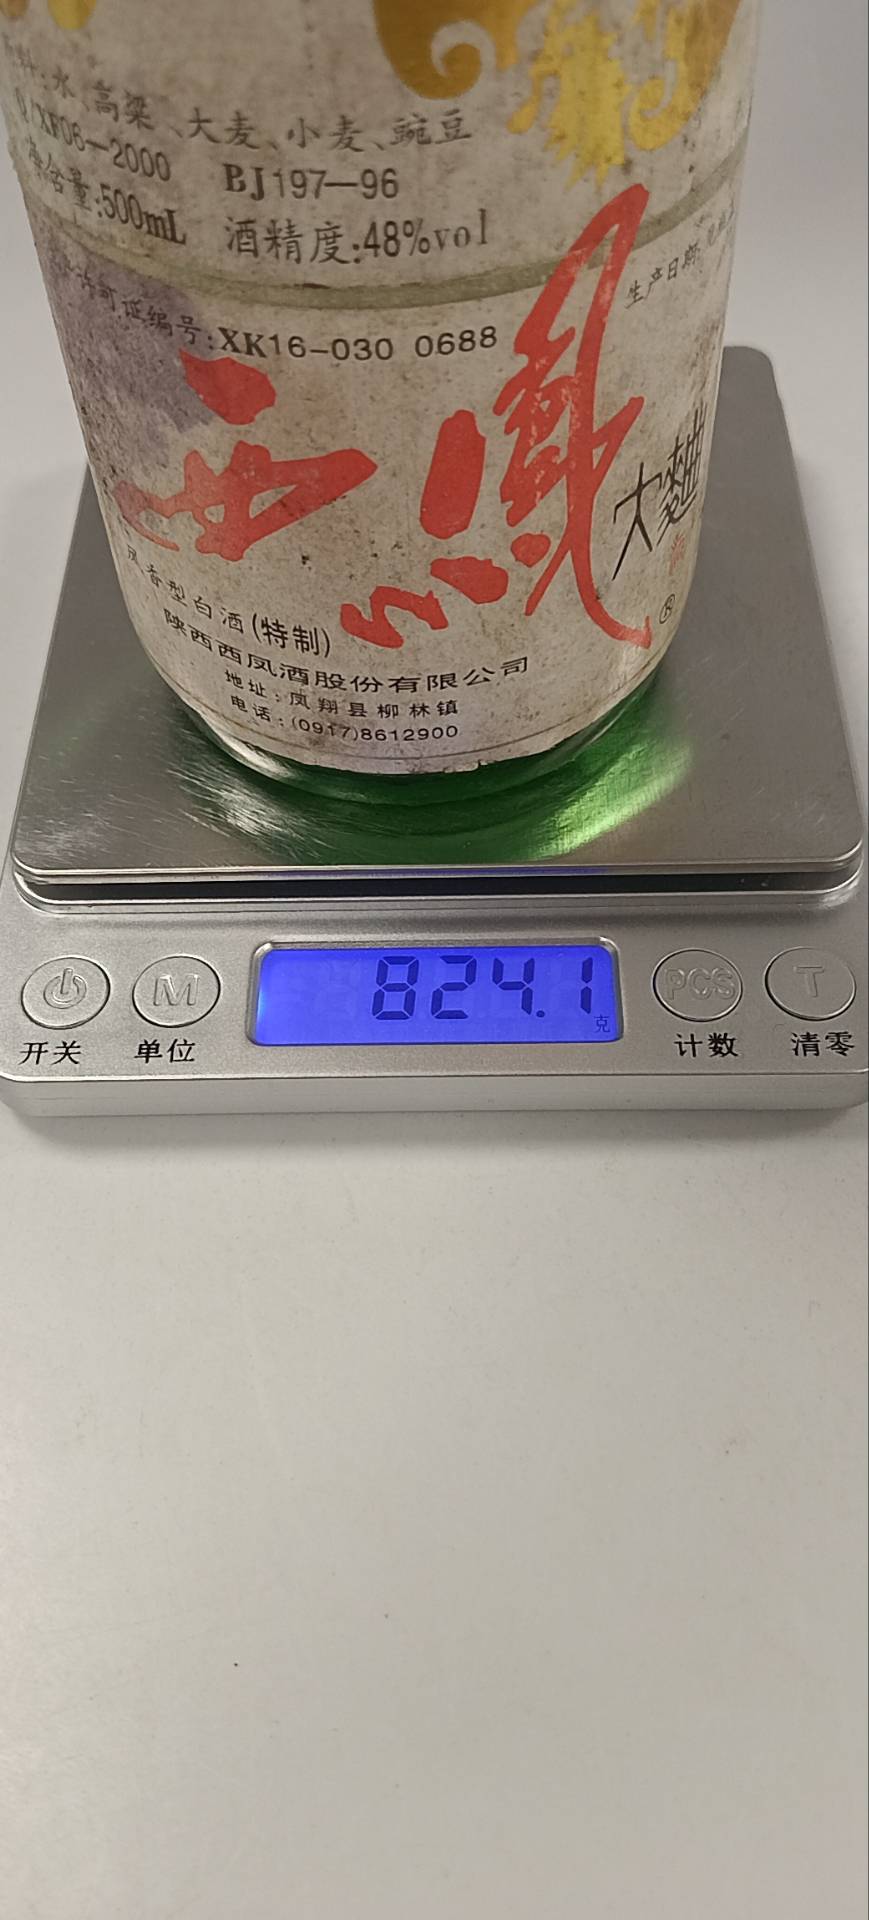 料:水、高粱、大麦、小麦、豌豆
Q/XF06—2000 BJ197—96
净含量:500mL 酒精度:48%vol
许可证编号:XK16-030 0688
生产日期:
西鳳
大麯
®
凤香型白酒(特制)
陕西西凤酒股份有限公司
地址:凤翔县柳林镇
电话:(0917)8612900
824.1
克
M
PCS
T
开关
单位
计数
清零